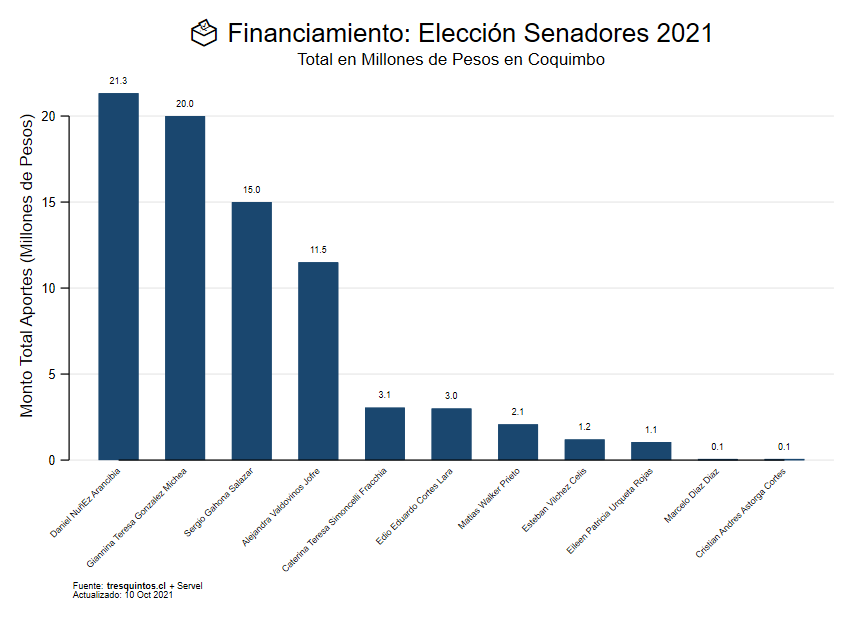 Financiamiento: Elección Senadores 2021
Total en Millones de Pesos en Coquimbo
Monto Total Aportes (Millones de Pesos)
20
15
10
5
0
21.3
20.0
15.0
11.5
3.1
3.0
2.1
1.2
1.1
0.1
0.1
Daniel NuñEz Arancibia
Giannina Teresa Gonzalez Michea
Sergio Gahona Salazar
Alejandra Valdovinos Jofre
Caterina Teresa Simoncelli Fracchia
Edio Eduardo Cortes Lara
Matias Walker Prieto
Esteban Vilchez Celis
Eileen Patricia Urqueta Rojas
Marcelo Diaz Diaz
Cristian Andres Astorga Cortes
Fuente: tresquintos.cl + Servel
Actualizado: 10 Oct 2021